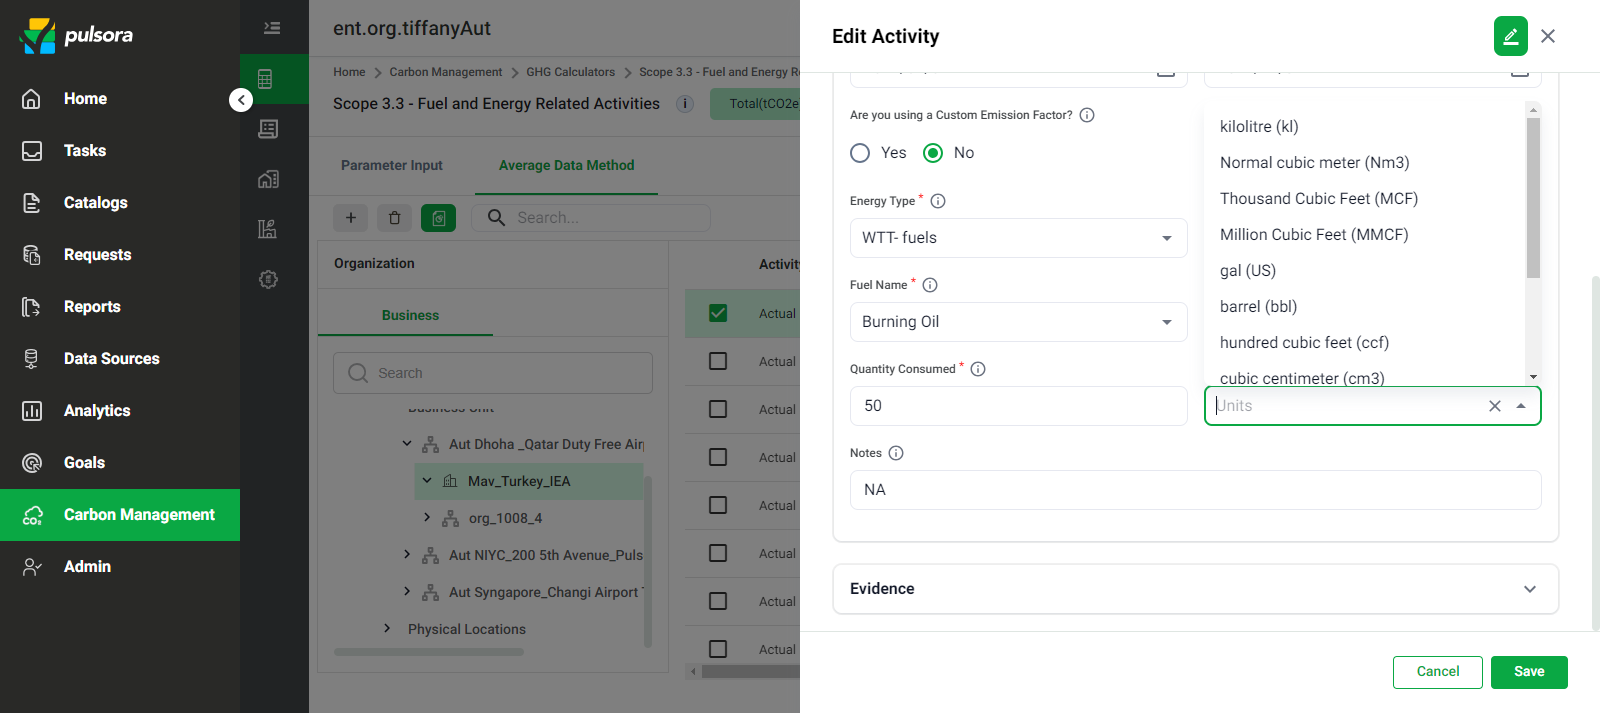 pulsora
Home
Tasks
Catalogs
Requests
Reports
Data Sources
Analytics
Goals
Carbon Management
Admin
ent.org.tiffanyAut
Home > Carbon Management > GHG Calculators > Scope 3.3 - Fuel and Energy R
Scope 3.3 - Fuel and Energy Related Activities
Total(tCO2e
Parameter Input
Average Data Method
Search...
Organization
Business
Search
Business Unit
Aut Dhoha _Qatar Duty Free Air
Mav_Turkey_IEA
org_1008_4
Aut NIYC_200 5th Avenue_Puls
Aut Syngapore_Changi Airport T
Physical Locations
Activity
Actual
Actual
Actual
Actual
Actual
Actual
Actual
Actual
Edit Activity
Are you using a Custom Emission Factor?
Yes
No
Energy Type *
WTT- fuels
Fuel Name *
Burning Oil
Quantity Consumed *
50
kilolitre (kl)
Normal cubic meter (Nm3)
Thousand Cubic Feet (MCF)
Million Cubic Feet (MMCF)
gal (US)
barrel (bbl)
hundred cubic feet (ccf)
cubic centimeter (cm3)
Units
Notes
NA
Evidence
Cancel
Save